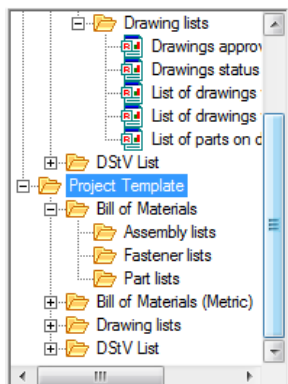 Drawing lists
Drawings approv
Drawings status
List of drawings
List of drawings
List of parts on d
DStV List
Project Template
Bill of Materials
Assembly lists
Fastener lists
Part lists
Bill of Materials (Metric)
Drawing lists
DStV List